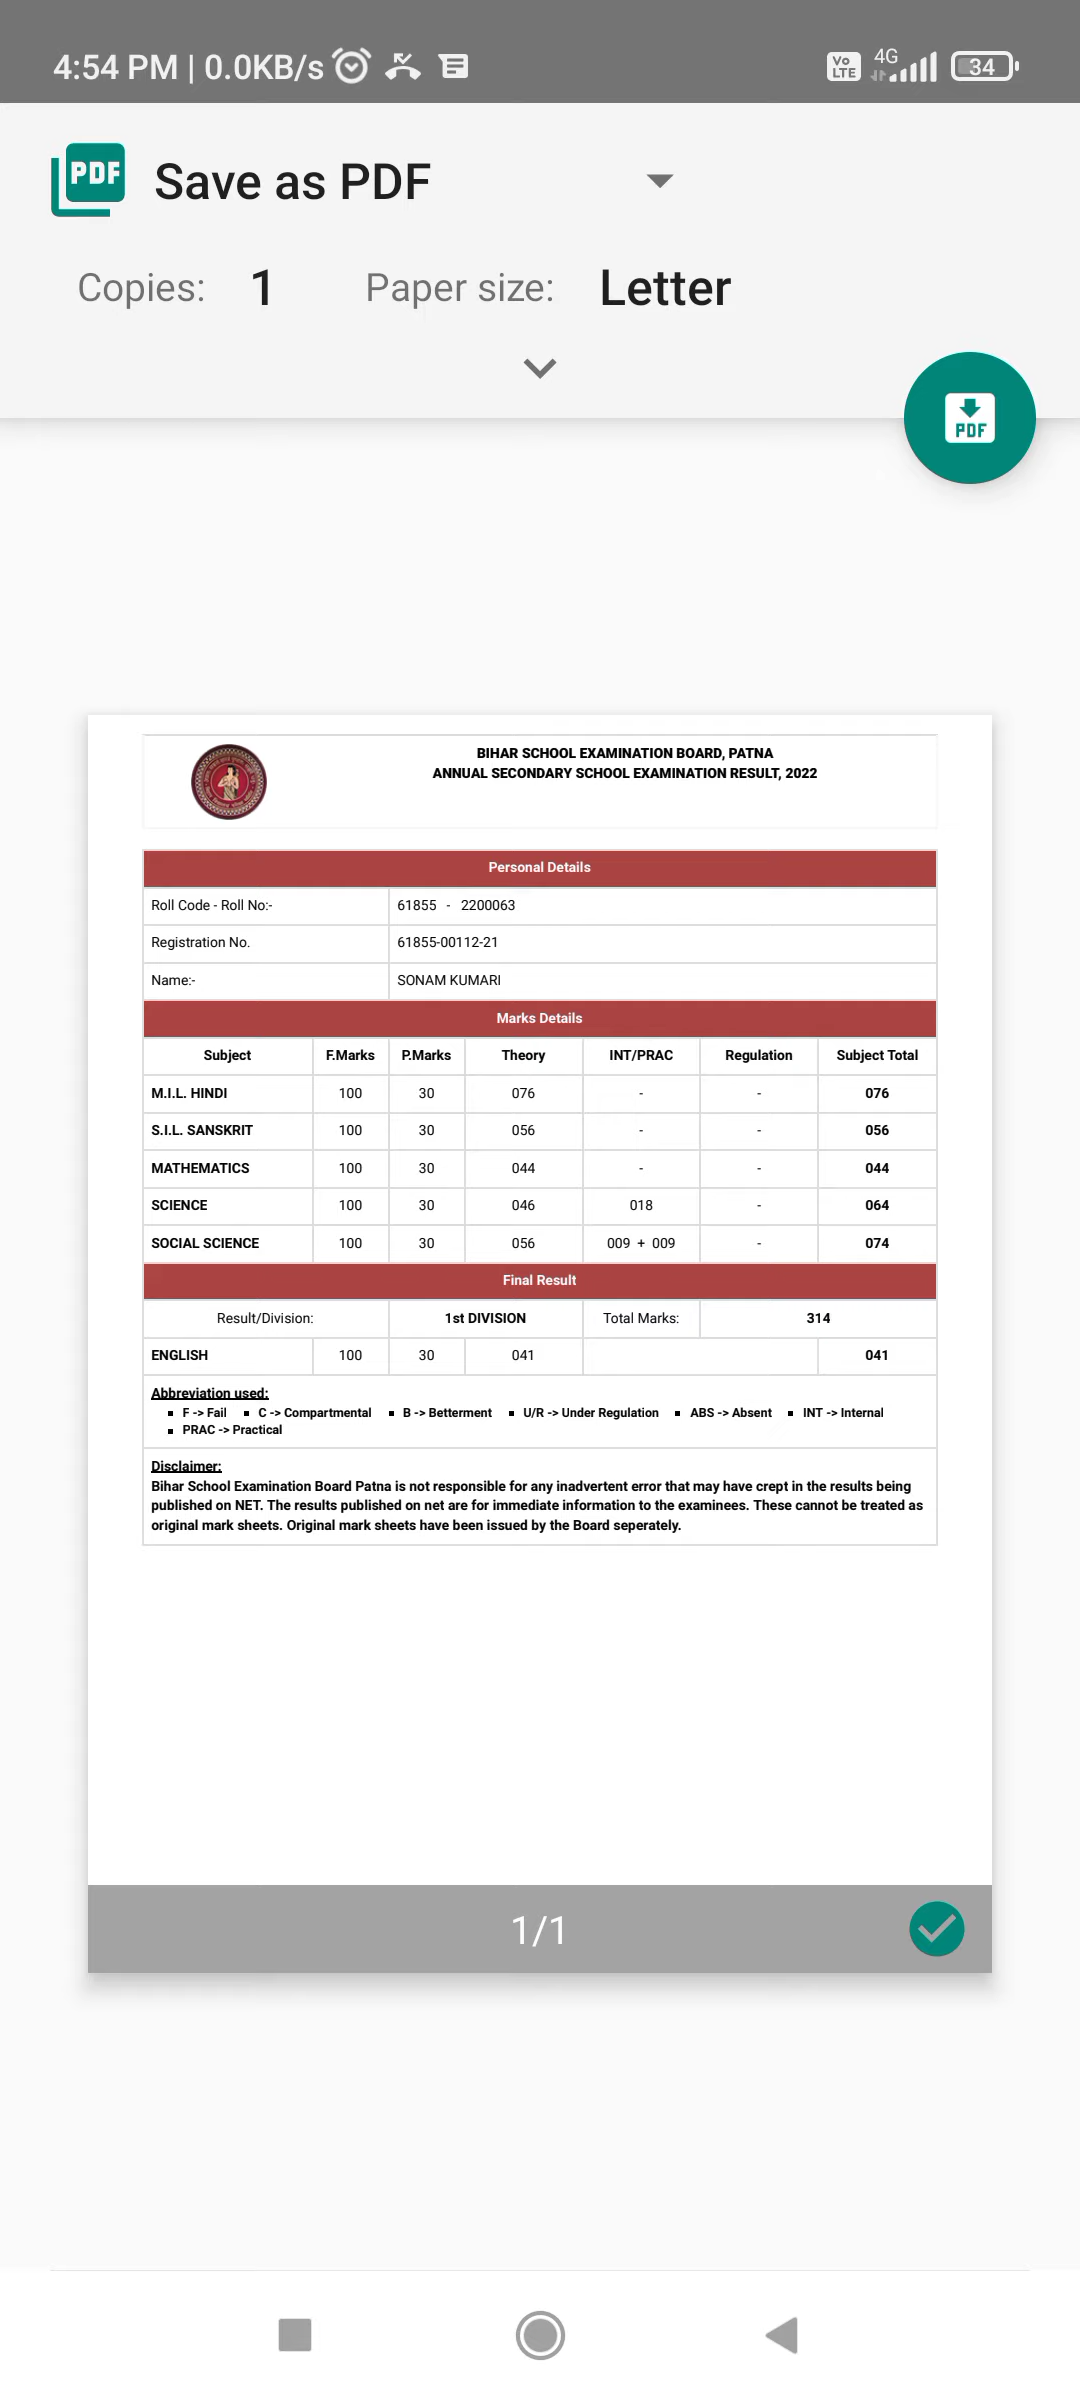 4:54 PM | 0.0KB/s
Vo LTE 4G 34
PDF Save as PDF
Copies: 1 Paper size: Letter
PDF
BIHAR SCHOOL EXAMINATION BOARD, PATNA
ANNUAL SECONDARY SCHOOL EXAMINATION RESULT, 2022
Personal Details
Roll Code - Roll No:- 61855 - 2200063
Registration No. 61855-00112-21
Name:- SONAM KUMARI
Marks Details
Subject F.Marks P.Marks Theory INT/PRAC Regulation Subject Total
M.I.L. HINDI 100 30 076 - - 076
S.I.L. SANSKRIT 100 30 056 - - 056
MATHEMATICS 100 30 044 - - 044
SCIENCE 100 30 046 018 - 064
SOCIAL SCIENCE 100 30 056 009 + 009 - 074
Final Result
Result/Division: 1st DIVISION Total Marks: 314
ENGLISH 100 30 041 041
Abbreviation used:
▪ F -> Fail ▪ C -> Compartmental ▪ B -> Betterment ▪ U/R -> Under Regulation ▪ ABS -> Absent ▪ INT -> Internal
▪ PRAC -> Practical
Disclaimer:
Bihar School Examination Board Patna is not responsible for any inadvertent error that may have crept in the results being
published on NET. The results published on net are for immediate information to the examinees. These cannot be treated as
original mark sheets. Original mark sheets have been issued by the Board seperately.
1/1